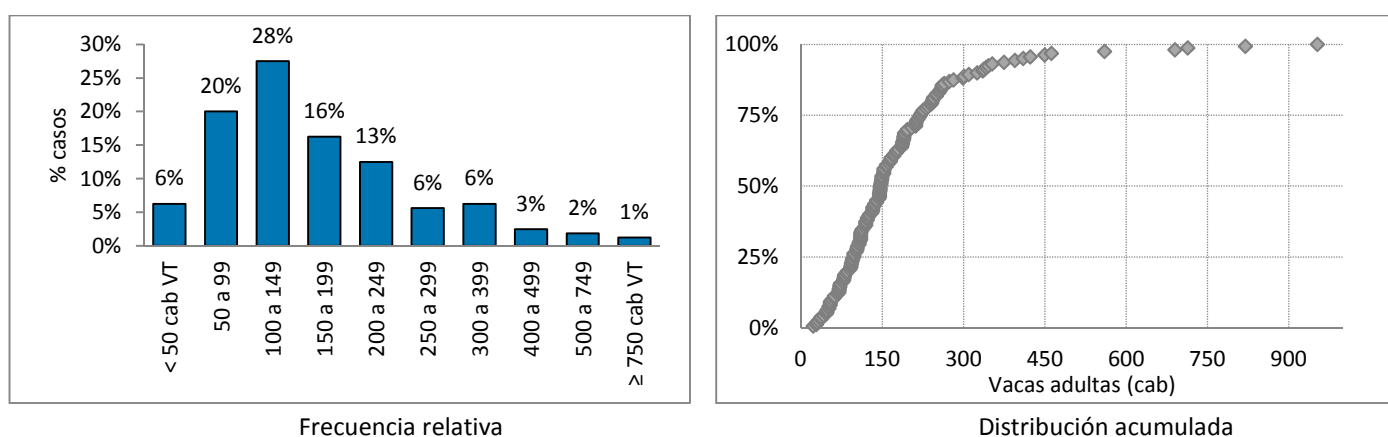 30%
25%
20%
15%
10%
5%
0%
% casos
6%
20%
28%
16%
13%
6%
6%
3%
2%
1%
< 50 cab VT
50 a 99
100 a 149
150 a 199
200 a 249
250 a 299
300 a 399
400 a 499
500 a 749
≥ 750 cab VT
Frecuencia relativa
100%
75%
50%
25%
0%
0 150 300 450 600 750 900
Vacas adultas (cab)
Distribución acumulada